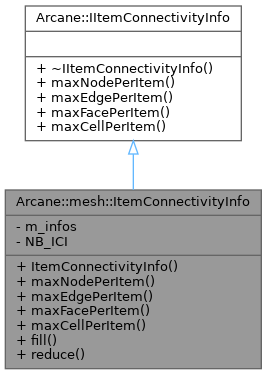 Arcane::IItemConnectivityInfo
+ ~IItemConnectivityInfo()
+ maxNodePerItem()
+ maxEdgePerItem()
+ maxFacePerItem()
+ maxCellPerItem()
Arcane::mesh::ItemConnectivityInfo
- m_infos
- NB_ICI
+ ItemConnectivityInfo()
+ maxNodePerItem()
+ maxEdgePerItem()
+ maxFacePerItem()
+ maxCellPerItem()
+ fill()
+ reduce()